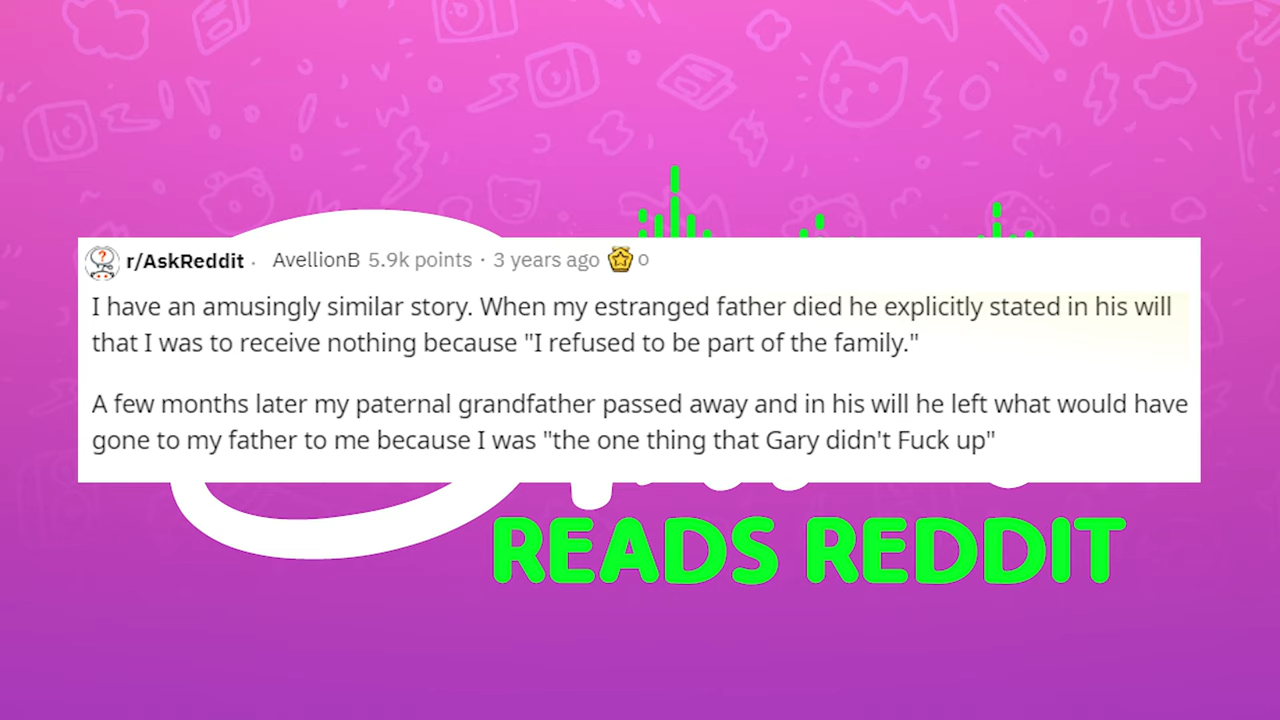 r/AskReddit · AvellionB 5.9k points · 3 years ago 0
I have an amusingly similar story. When my estranged father died he explicitly stated in his will
that I was to receive nothing because "I refused to be part of the family."
A few months later my paternal grandfather passed away and in his will he left what would have
gone to my father to me because I was "the one thing that Gary didn't Fuck up"
READS REDDIT